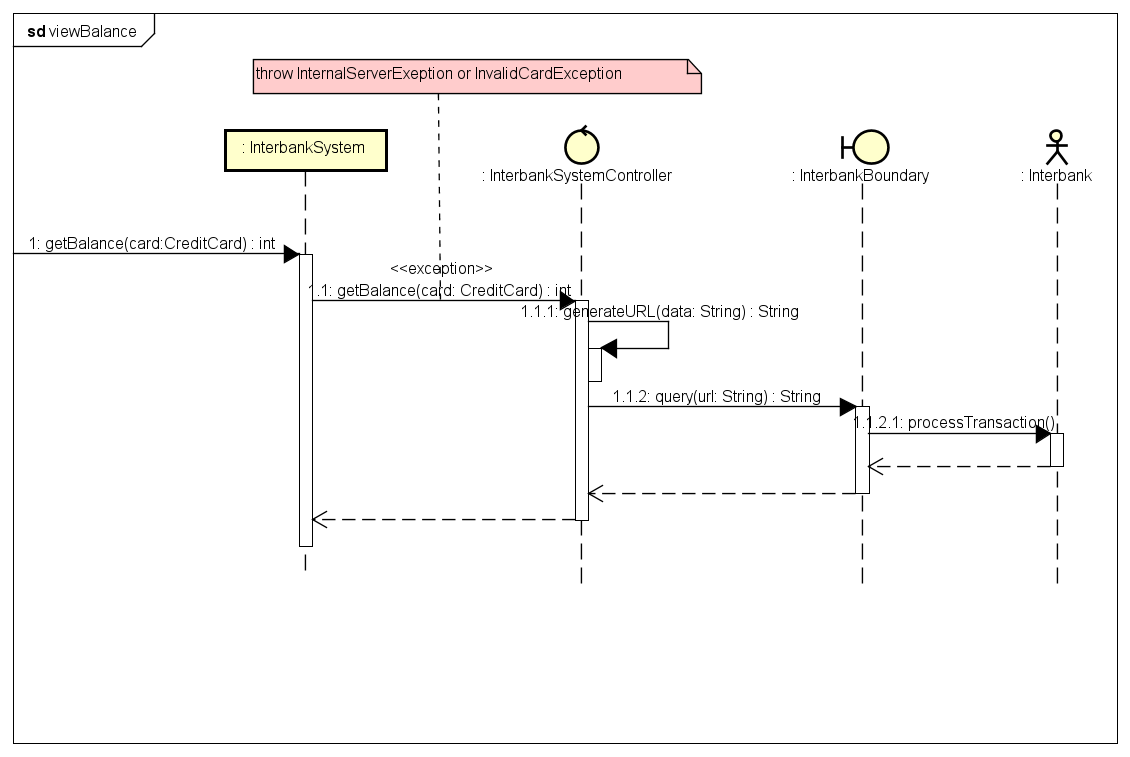 sd viewBalance
throw InternalServerExeption or InvalidCardException
: InterbankSystem
: InterbankSystemController
: InterbankBoundary
: Interbank
1: getBalance(card:CreditCard) : int
<<exception>>
1.1: getBalance(card: CreditCard) : int
1.1.1: generateURL(data: String) : String
1.1.2: query(url: String) : String
1.1.2.1: processTransaction()